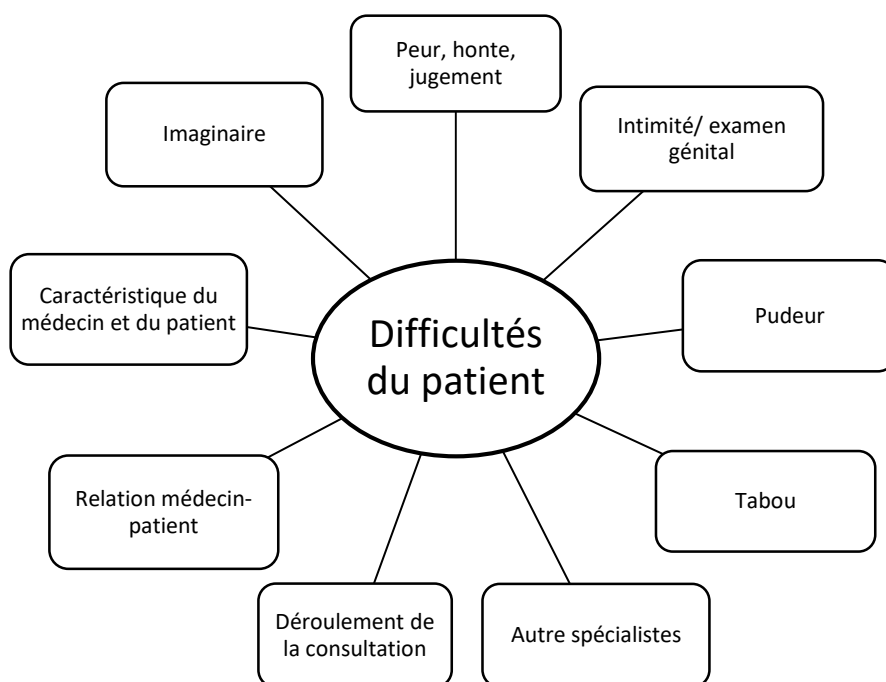 Peur, honte,
jugement
Imaginaire
Intimité/ examen
génital
Caractéristique du
médecin et du patient
Difficultés
du patient
Pudeur
Relation médecin-
patient
Tabou
Déroulement de
la consultation
Autre spécialistes